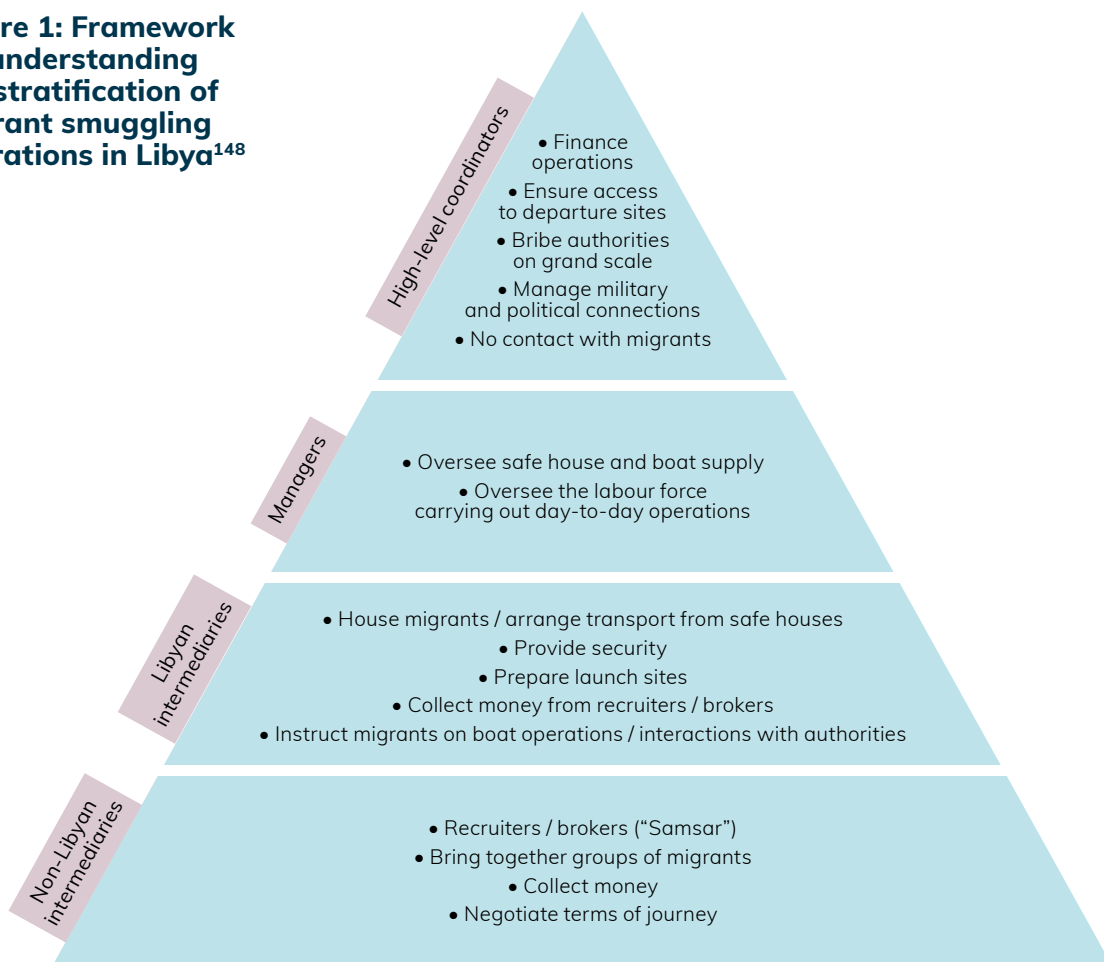 re 1: Framework
understanding
stratification of
rant smuggling
rations in Libya148
High-level coordinators
• Finance
operations
• Ensure access
to departure sites
• Bribe authorities
on grand scale
• Manage military
and political connections
• No contact with migrants
Managers
• Oversee safe house and boat supply
• Oversee the labour force
carrying out day-to-day operations
Libyan
intermediaries
• House migrants / arrange transport from safe houses
• Provide security
• Prepare launch sites
• Collect money from recruiters / brokers
• Instruct migrants on boat operations / interactions with authorities
Non-Libyan
intermediaries
• Recruiters / brokers (“Samsar”)
• Bring together groups of migrants
• Collect money
• Negotiate terms of journey